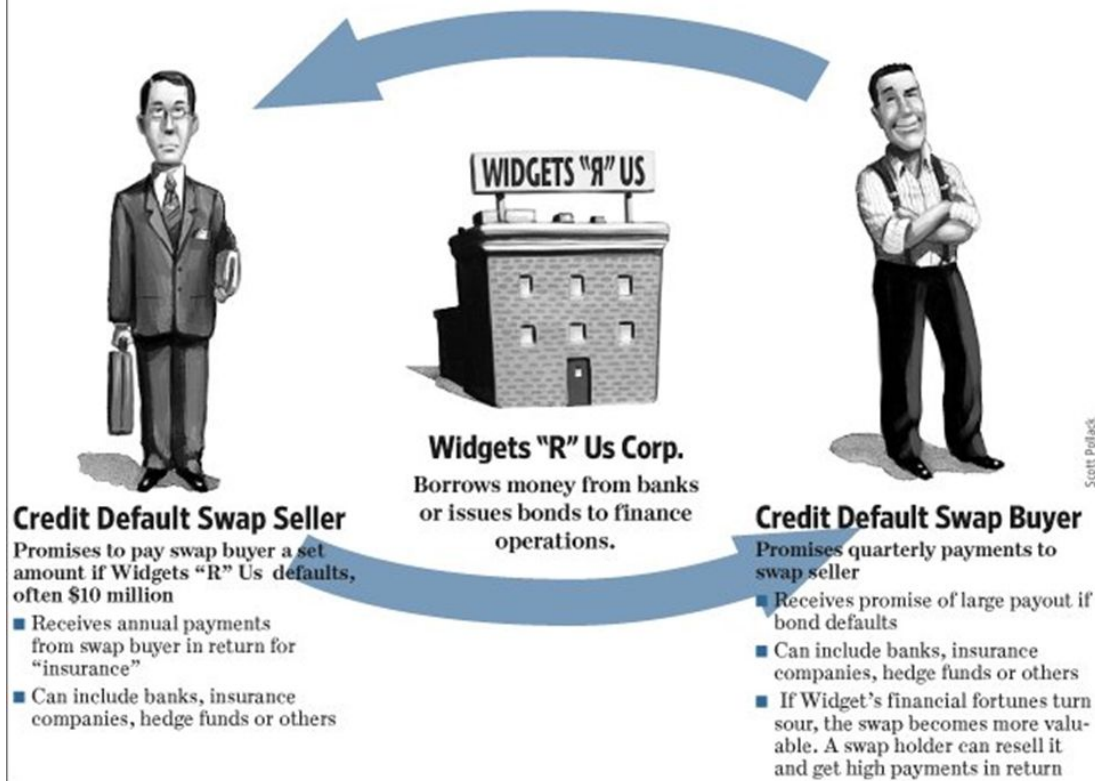 WIDGETS "Я" US
Widgets "R" Us Corp.
Borrows money from banks
or issues bonds to finance
operations.
Scott Pollack
Credit Default Swap Seller
Promises to pay swap buyer a set
amount if Widgets "R" Us defaults,
often $10 million
■ Receives annual payments
from swap buyer in return for
"insurance"
■ Can include banks, insurance
companies, hedge funds or others
Credit Default Swap Buyer
Promises quarterly payments to
swap seller
■ Receives promise of large payout if
bond defaults
■ Can include banks, insurance
companies, hedge funds or others
■ If Widget's financial fortunes turn
sour, the swap becomes more valu-
able. A swap holder can resell it
and get high payments in return